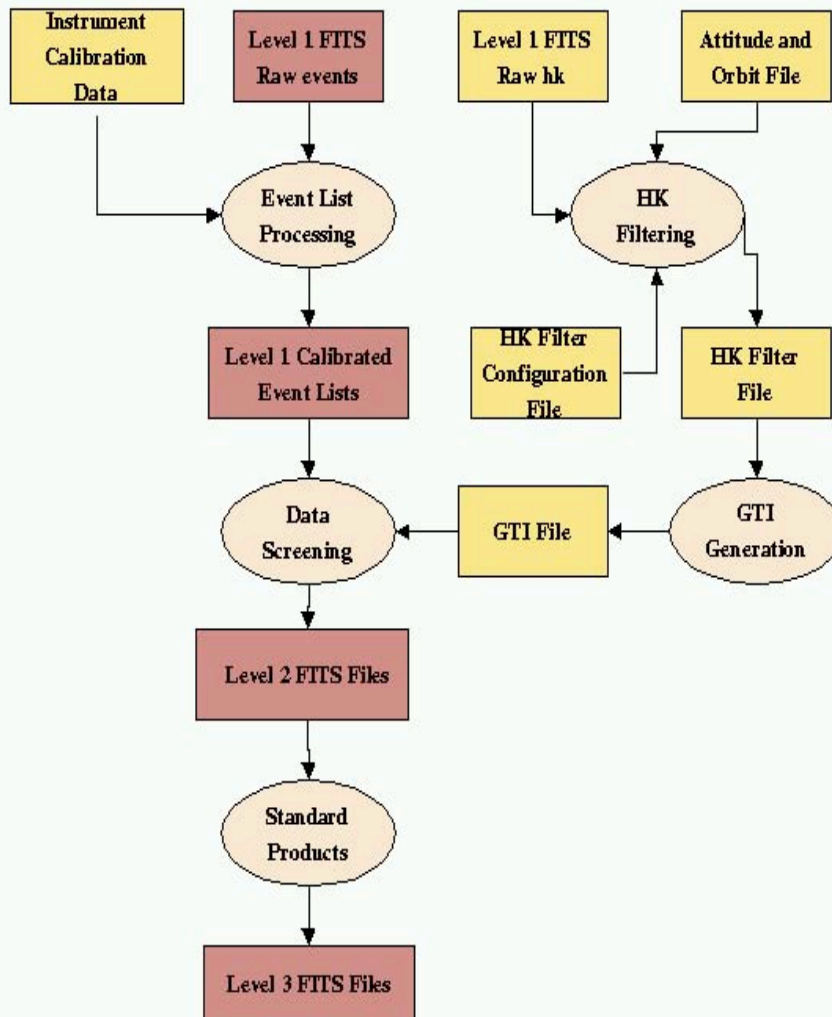 Instrument
Calibration
Data
Level 1 FITS
Raw events
Level 1 FITS
Raw hk
Attitude and
Orbit File
Event List
Processing
HK
Filtering
Level 1 Calibrated
Event Lists
HK Filter
Configuration
File
HK Filter
File
Data
Screening
GTI File
GTI
Generation
Level 2 FITS Files
Standard
Products
Level 3 FITS Files